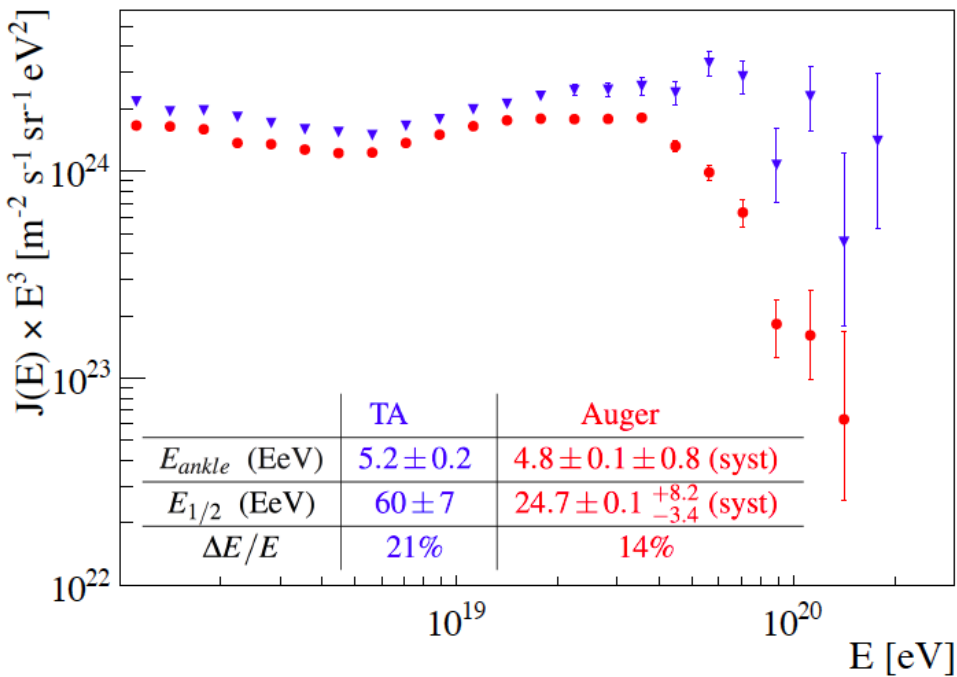 J(E) × E³ [m⁻² s⁻¹ sr⁻¹ eV²]
10²⁴
10²³
10²²
TA Auger
E_ankle (EeV) 5.2 ± 0.2 4.8 ± 0.1 ± 0.8 (syst)
E_1/2 (EeV) 60 ± 7 24.7 ± 0.1 +8.2 −3.4 (syst)
ΔE/E 21% 14%
10¹⁹ 10²⁰
E [eV]